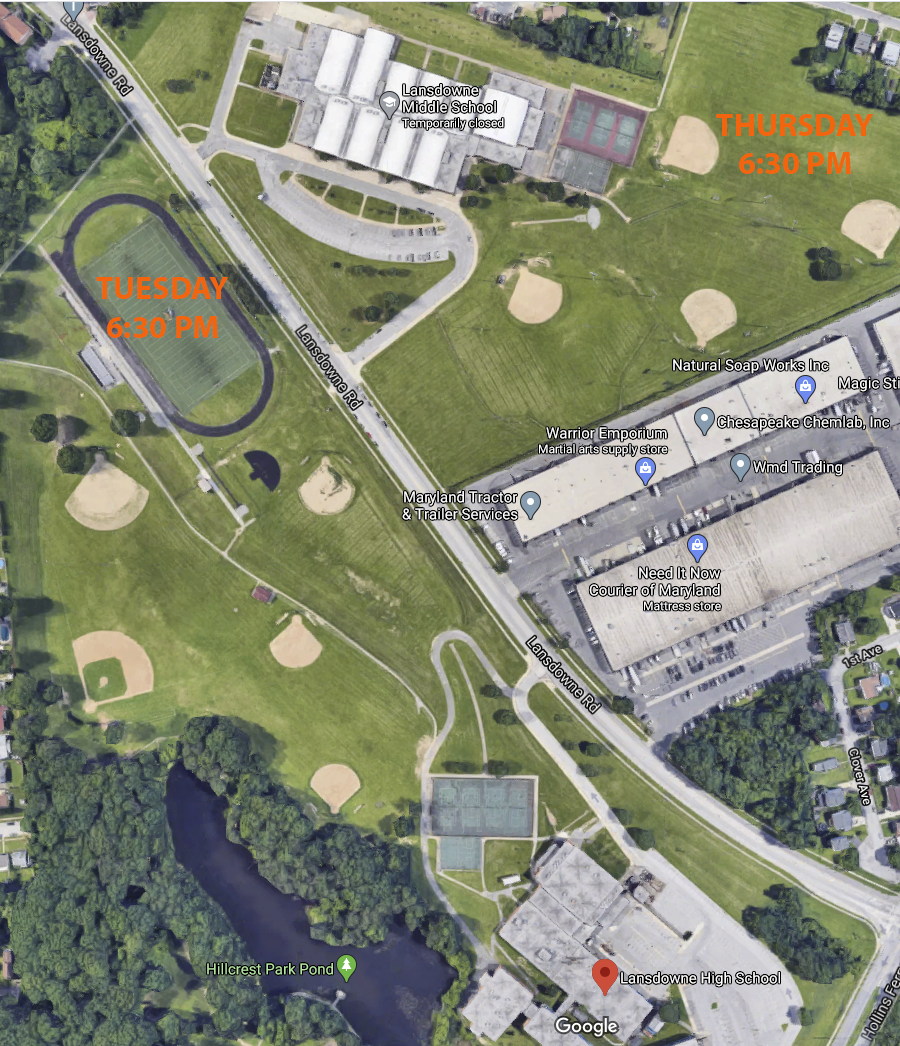 Lansdowne Rd
Lansdowne
Middle School
Temporarily closed
THURSDAY
6:30 PM
TUESDAY
6:30 PM
Lansdowne Rd
Natural Soap Works Inc
Magic Sti
Chesapeake Chemlab, Inc
Warrior Emporium
Martial arts supply store
Wmd Trading
Maryland Tractor
& Trailer Services
Need It Now
Courier of Maryland
Mattress store
1st Ave
Lansdowne Rd
Clover Ave
Hillcrest Park Pond
Lansdowne High School
Hollins Fer
Google